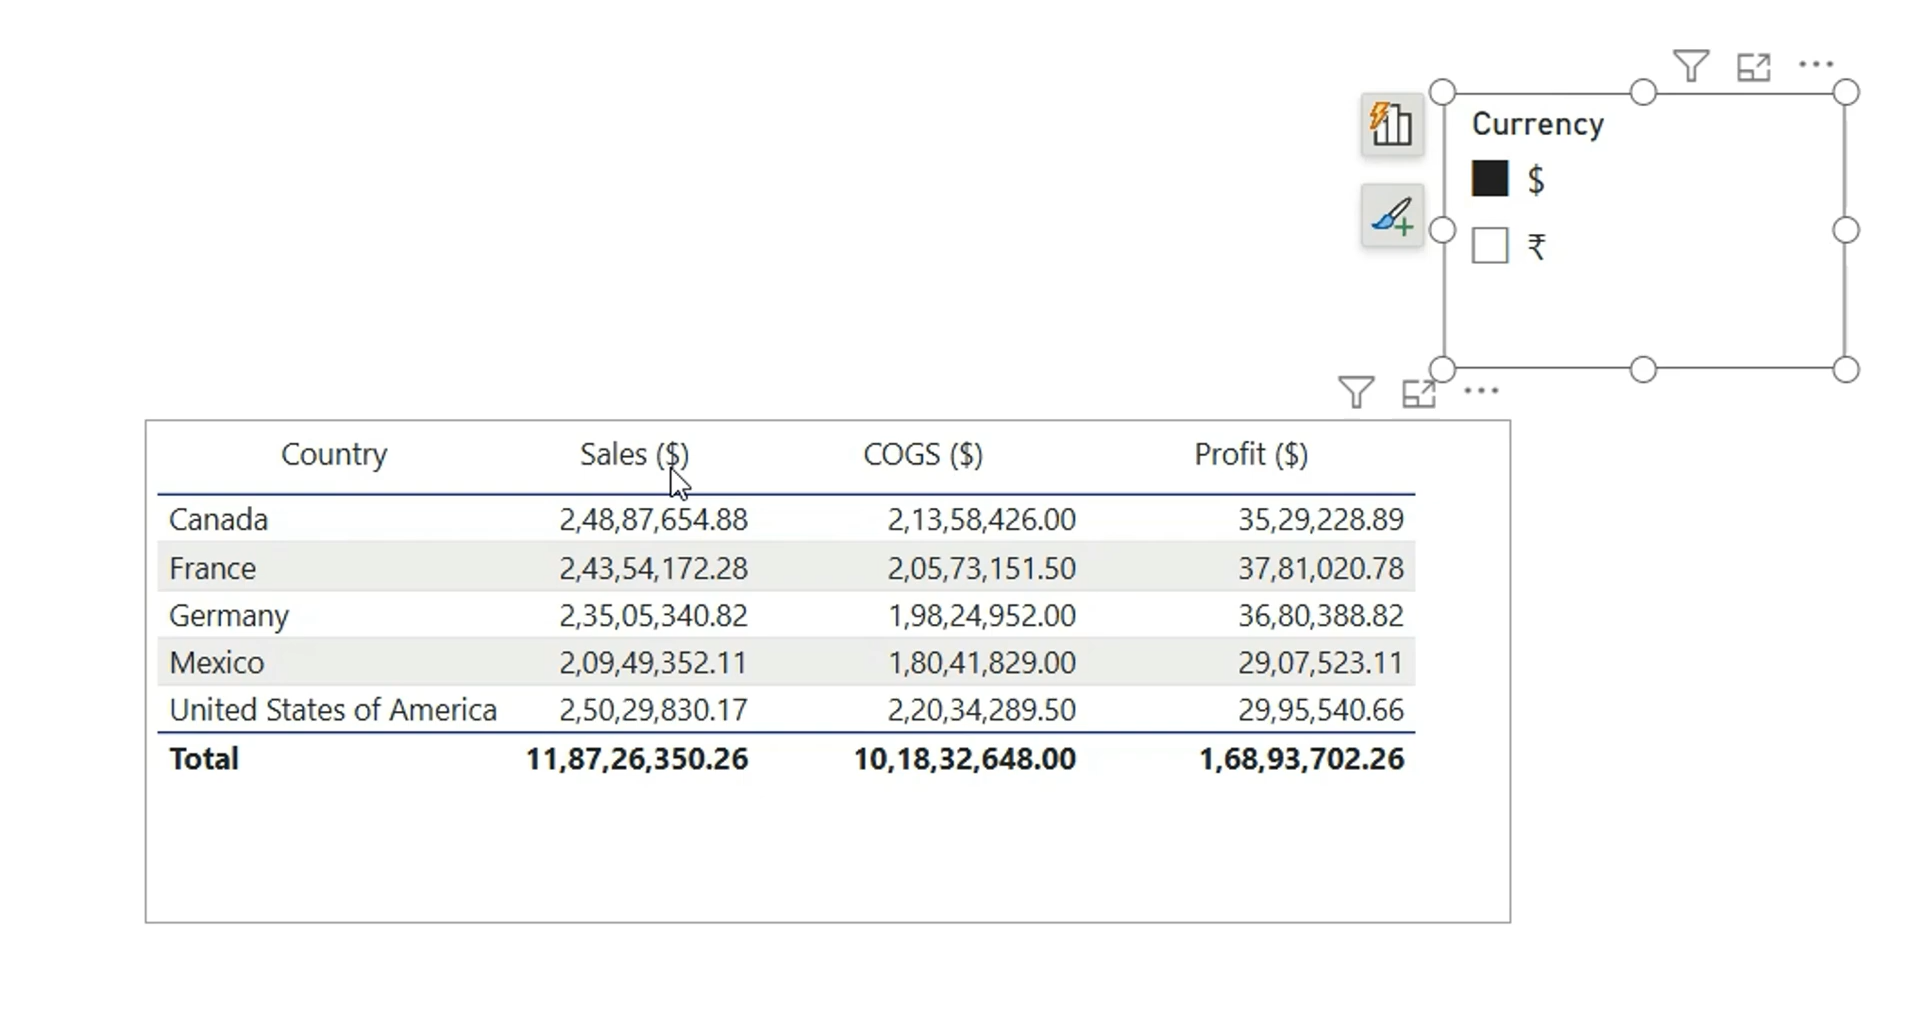 Currency
$
₹
Country Sales ($) COGS ($) Profit ($)
Canada 2,48,87,654.88 2,13,58,426.00 35,29,228.89
France 2,43,54,172.28 2,05,73,151.50 37,81,020.78
Germany 2,35,05,340.82 1,98,24,952.00 36,80,388.82
Mexico 2,09,49,352.11 1,80,41,829.00 29,07,523.11
United States of America 2,50,29,830.17 2,20,34,289.50 29,95,540.66
Total 11,87,26,350.26 10,18,32,648.00 1,68,93,702.26